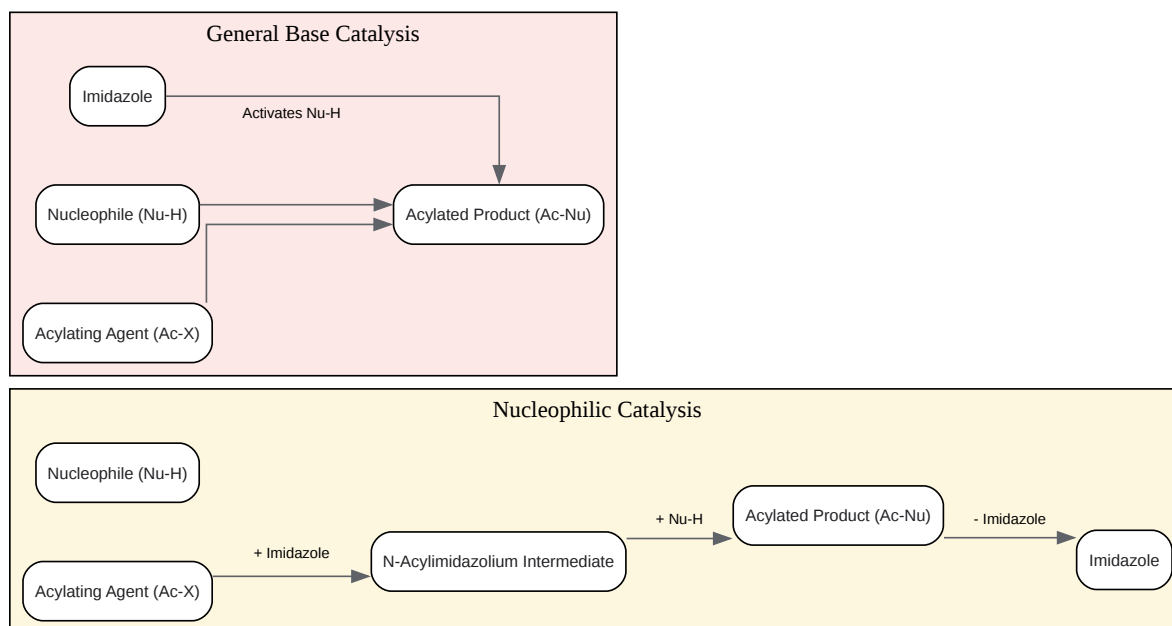 General Base Catalysis
Imidazole
Activates Nu-H
Nucleophile (Nu-H)
Acylated Product (Ac-Nu)
Acylating Agent (Ac-X)
Nucleophilic Catalysis
Nucleophile (Nu-H)
Acylating Agent (Ac-X)
+ Imidazole
N-Acylimidazolium Intermediate
+ Nu-H
Acylated Product (Ac-Nu)
- Imidazole
Imidazole